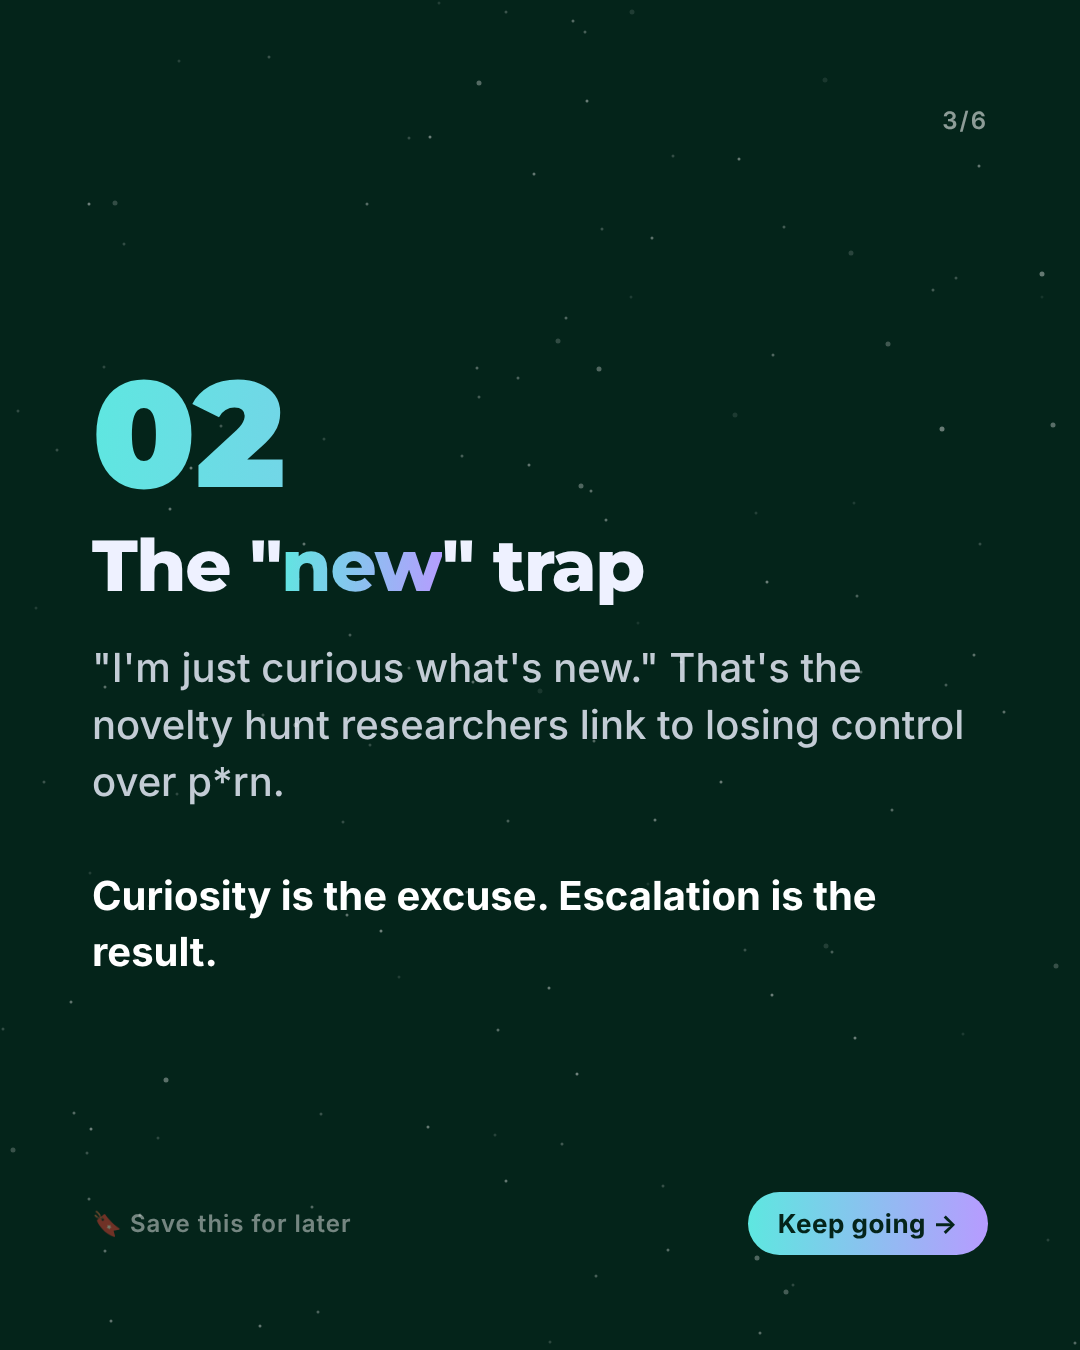 3/6
02
The "new" trap
"I'm just curious what's new." That's the
novelty hunt researchers link to losing control
over p*rn.
Curiosity is the excuse. Escalation is the
result.
🔖 Save this for later
Keep going →